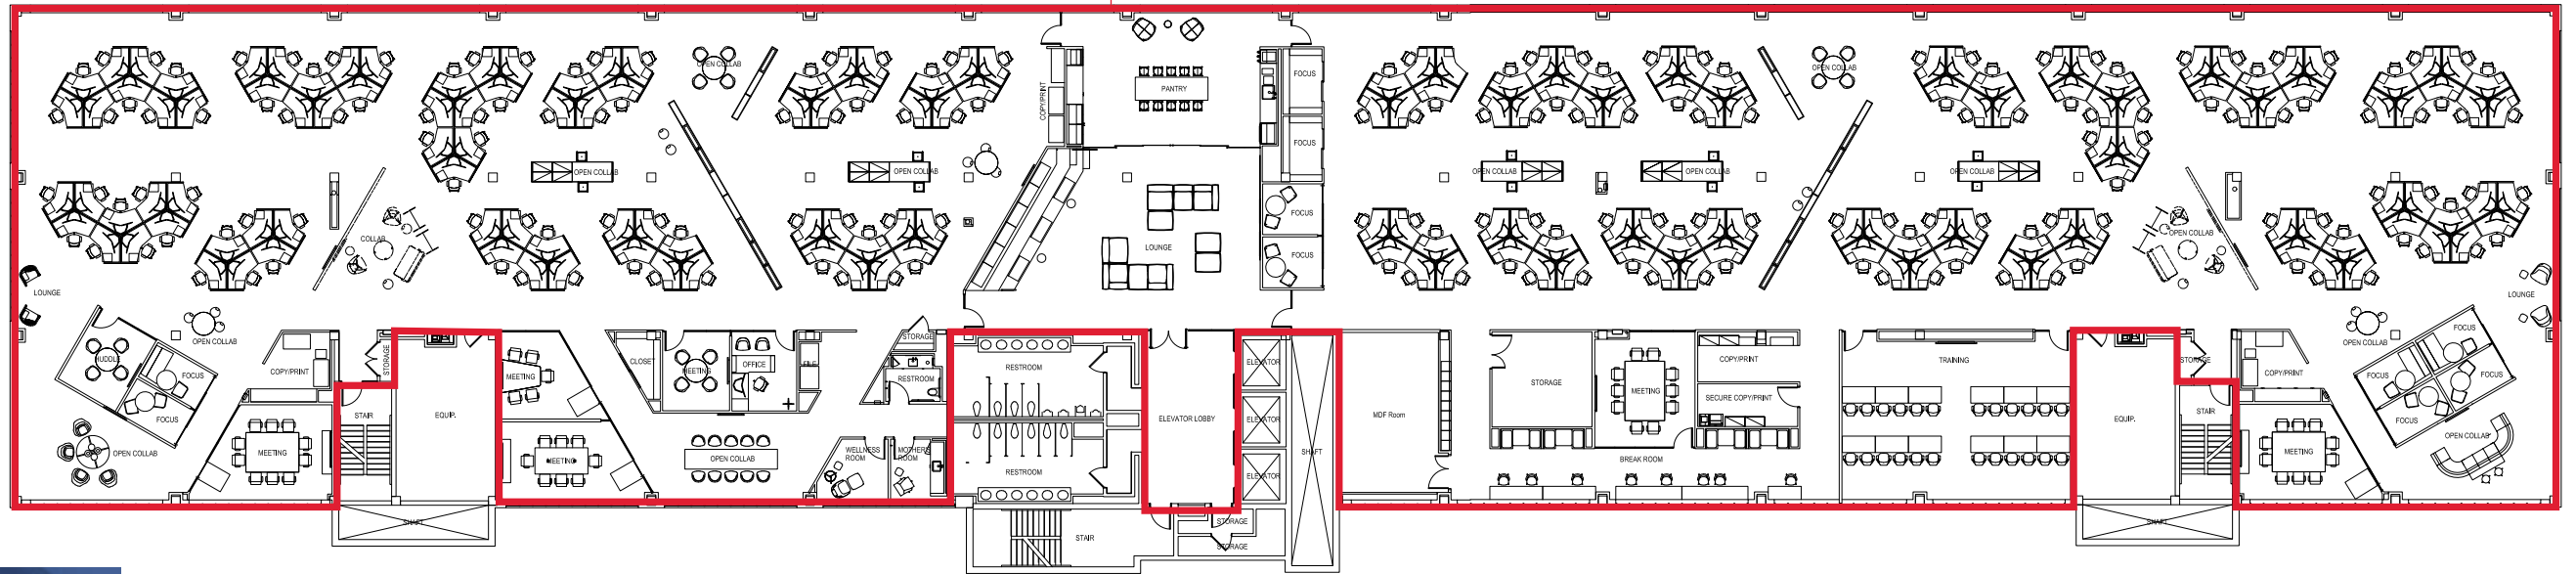 OPEN COLLAB
OPEN COLLAB
COPY/PRINT
PANTRY
FOCUS
FOCUS
OPEN COLLAB
OPEN COLLAB
OPEN COLLAB
OPEN COLLAB
OPEN COLLAB
FOCUS
COLLAB
LOUNGE
FOCUS
OPEN COLLAB
LOUNGE
LOUNGE
OPEN COLLAB
OPEN COLLAB
HUDDLE
FOCUS
FOCUS
COPY/PRINT
STORAGE
STAIR
EQUIP.
MEETING
MEETING
CLOSET
MEETING
OFFICE
FILE
STORAGE
RESTROOM
RESTROOM
ELEVATOR LOBBY
ELEVATOR
ELEVATOR
ELEVATOR
SHAFT
MDF Room
STORAGE
MEETING
COPY/PRINT
SECURE COPY/PRINT
TRAINING
EQUIP.
STORAGE
STAIR
COPY/PRINT
FOCUS
FOCUS
FOCUS
FOCUS
OPEN COLLAB
MEETING
OPEN COLLAB
MEETING
OPEN COLLAB
WELLNESS
ROOM
MOTHERS
ROOM
RESTROOM
BREAK ROOM
SHAFT
STAIR
STORAGE
STORAGE
SHAFT